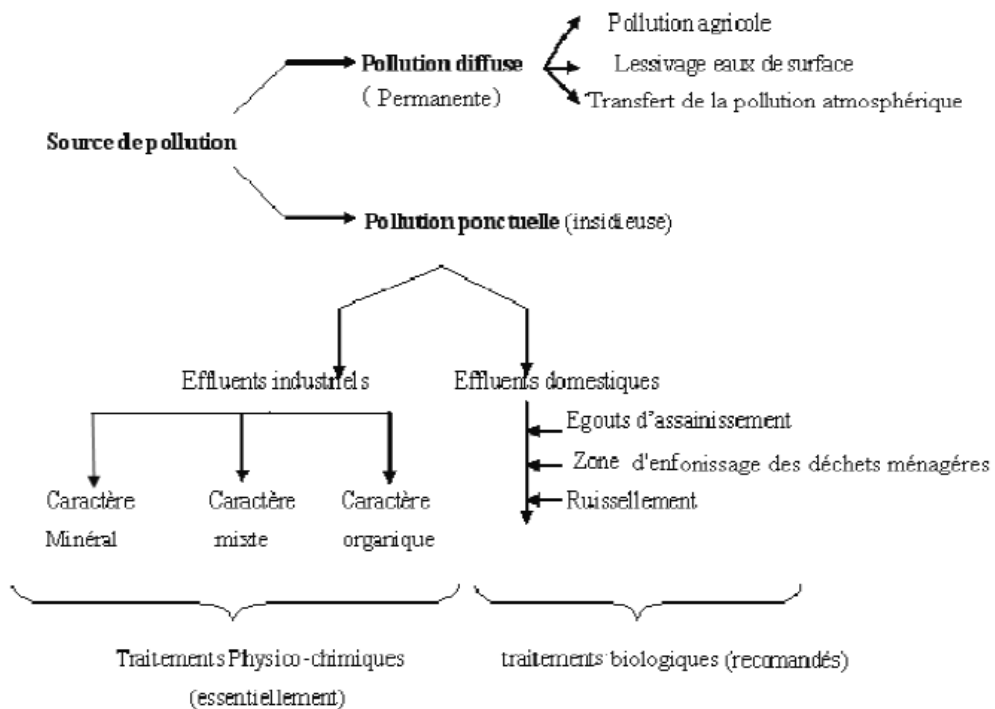 Pollution agricole
Pollution diffuse
Lessivage eaux de surface
( Permanente)
Transfert de la pollution atmosphérique
Source de pollution
Pollution ponctuelle (insidieuse)
Effluents industriels
Effluents domestiques
Egouts d'assainissement
Zone d'enfonissage des déchets ménagéres
Ruissellement
Caractère
Minéral
Caractère
mixte
Caractère
organique
Traitements Physico-chimiques
(essentiellement)
traitements biologiques (recomandés)